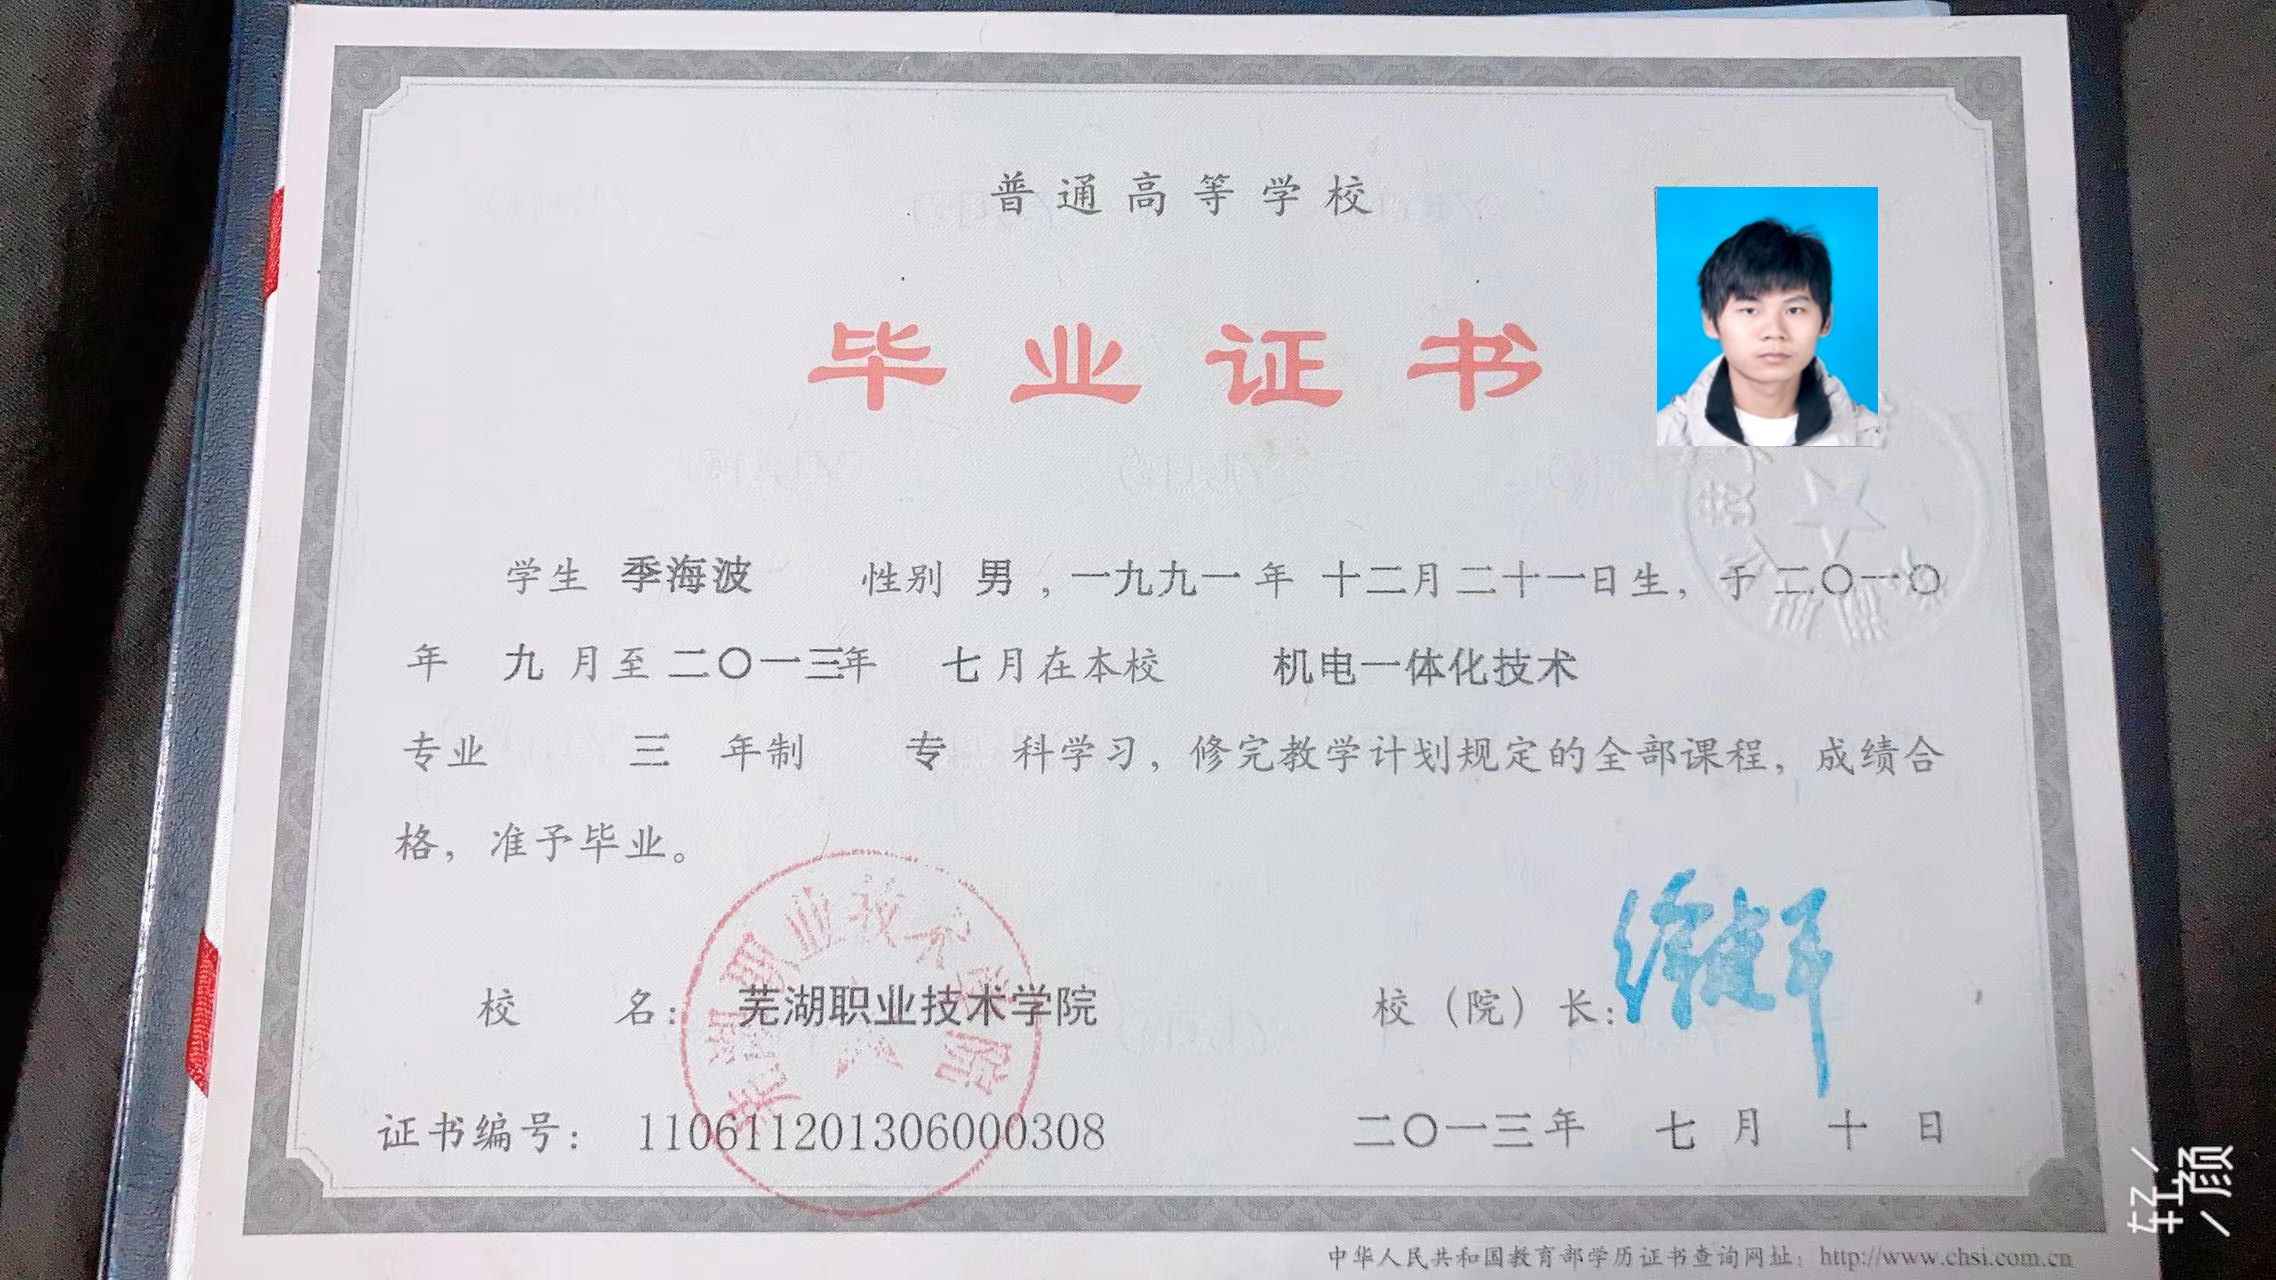 普通高等学校
毕业证书
学生 季海波 性别 男 ，一九九一年 十二月二十一日生，于二〇一〇
年 九 月至 二〇一三年 七月在本校 机电一体化技术
专业 三 年制 专 科学习，修完教学计划规定的全部课程，成绩合
格，准予毕业。
芜湖职业技术学院
校 名： 芜湖职业技术学院 校（院）长：
证书编号： 110611201306000308 二〇一三年 七 月 十 日
中华人民共和国教育部学历证书查询网址：http://www.chsi.com.cn
轻颜